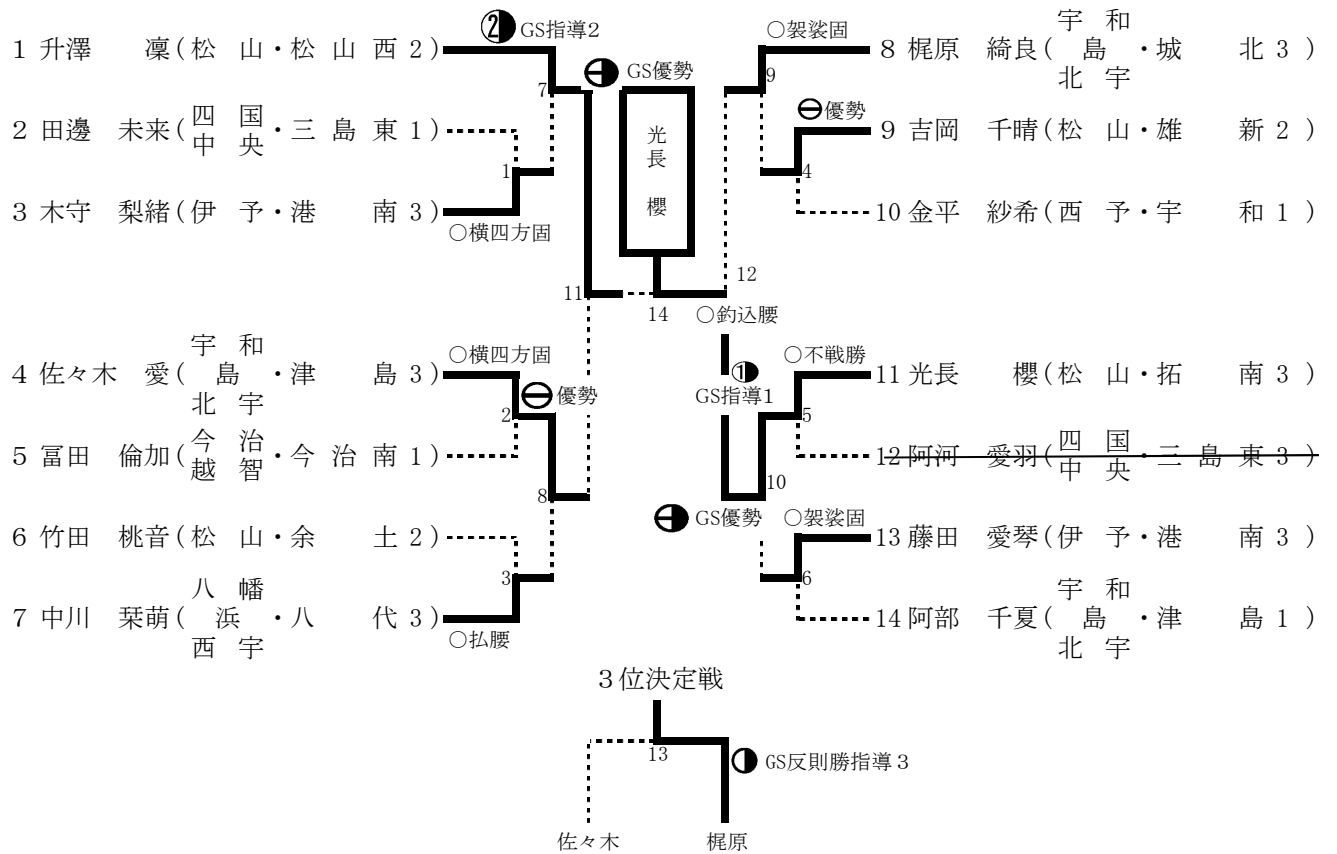 ② GS指導2
○袈裟固
1 升澤 凜(松山・松山西2)
8 梶原 綺良(宇和島北宇・城北3)
GS優勢
7
9
2 田邊 未来(四国中央・三島東1)
優勢
9 吉岡 千晴(松山・雄新2)
光長 櫻
1
4
3 木守 梨緒(伊予・港南3)
○横四方固
10 金平 紗希(西予・宇和1)
12
11
14
○釣込腰
4 佐々木 愛(宇和島北宇・津島3)
○横四方固
○不戦勝
11 光長 櫻(松山・拓南3)
優勢
①
GS指導1
2
5
5 冨田 倫加(今治越智・今治南1)
12 阿河 愛羽(四国中央・三島東3)
8
10
6 竹田 桃音(松山・余土2)
GS優勢
○袈裟固
13 藤田 愛琴(伊予・港南3)
3
6
7 中川 栞萌(八幡浜西宇・八代3)
○払腰
14 阿部 千夏(宇和島北宇・津島1)
3位決定戦
13
GS反則勝指導3
佐々木
梶原